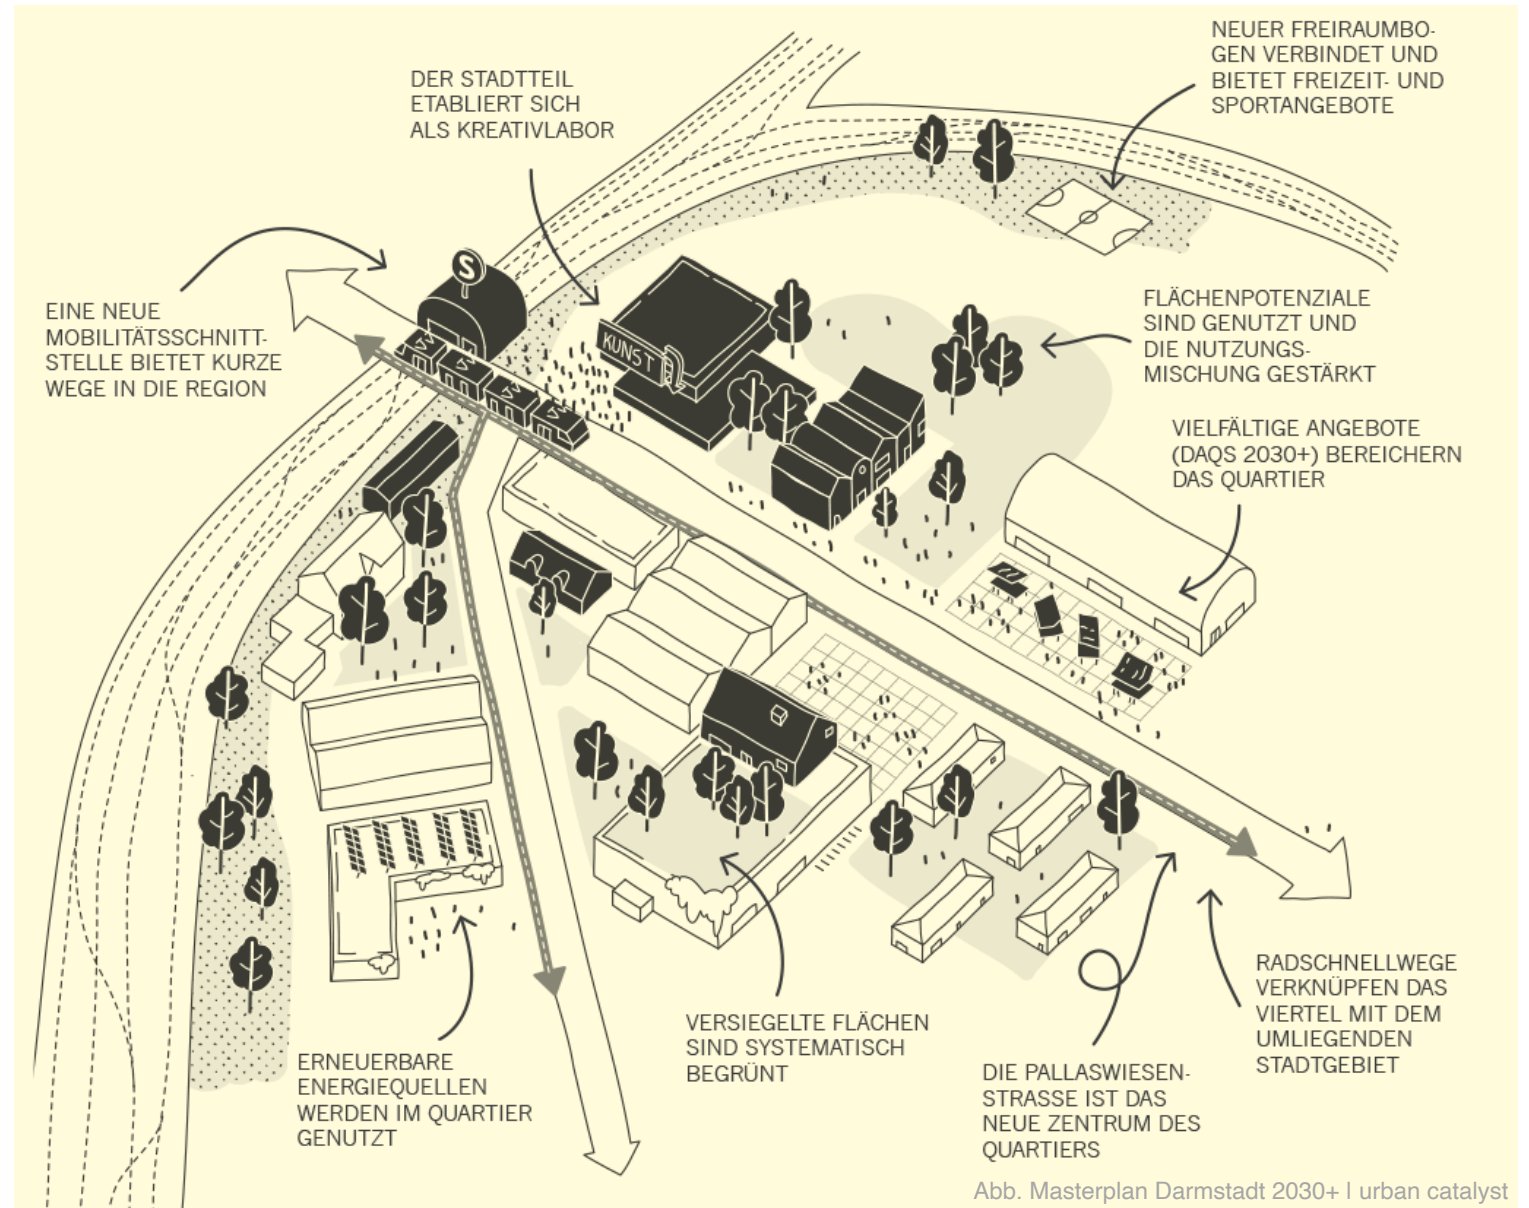 NEUER FREIRAUMBO-
GEN VERBINDET UND
BIETET FREIZEIT- UND
SPORTANGEBOTE
DER STADTTEIL
ETABLIERT SICH
ALS KREATIVLABOR
S
EINE NEUE
MOBILITÄTSSCHNITT-
STELLE BIETET KURZE
WEGE IN DIE REGION
KUNST
FLÄCHENPOTENZIALE
SIND GENUTZT UND
DIE NUTZUNGS-
MISCHUNG GESTÄRKT
VIELFÄLTIGE ANGEBOTE
(DAQS 2030+) BEREICHERN
DAS QUARTIER
RADSCHNELLWEGE
VERKNÜPFEN DAS
VIERTEL MIT DEM
UMLIEGENDEN
STADTGEBIET
VERSIEGELTE FLÄCHEN
SIND SYSTEMATISCH
BEGRÜNT
ERNEUERBARE
ENERGIEQUELLEN
WERDEN IM QUARTIER
GENUTZT
DIE PALLASWIESEN-
STRASSE IST DAS
NEUE ZENTRUM DES
QUARTIERS
Abb. Masterplan Darmstadt 2030+ I urban catalyst